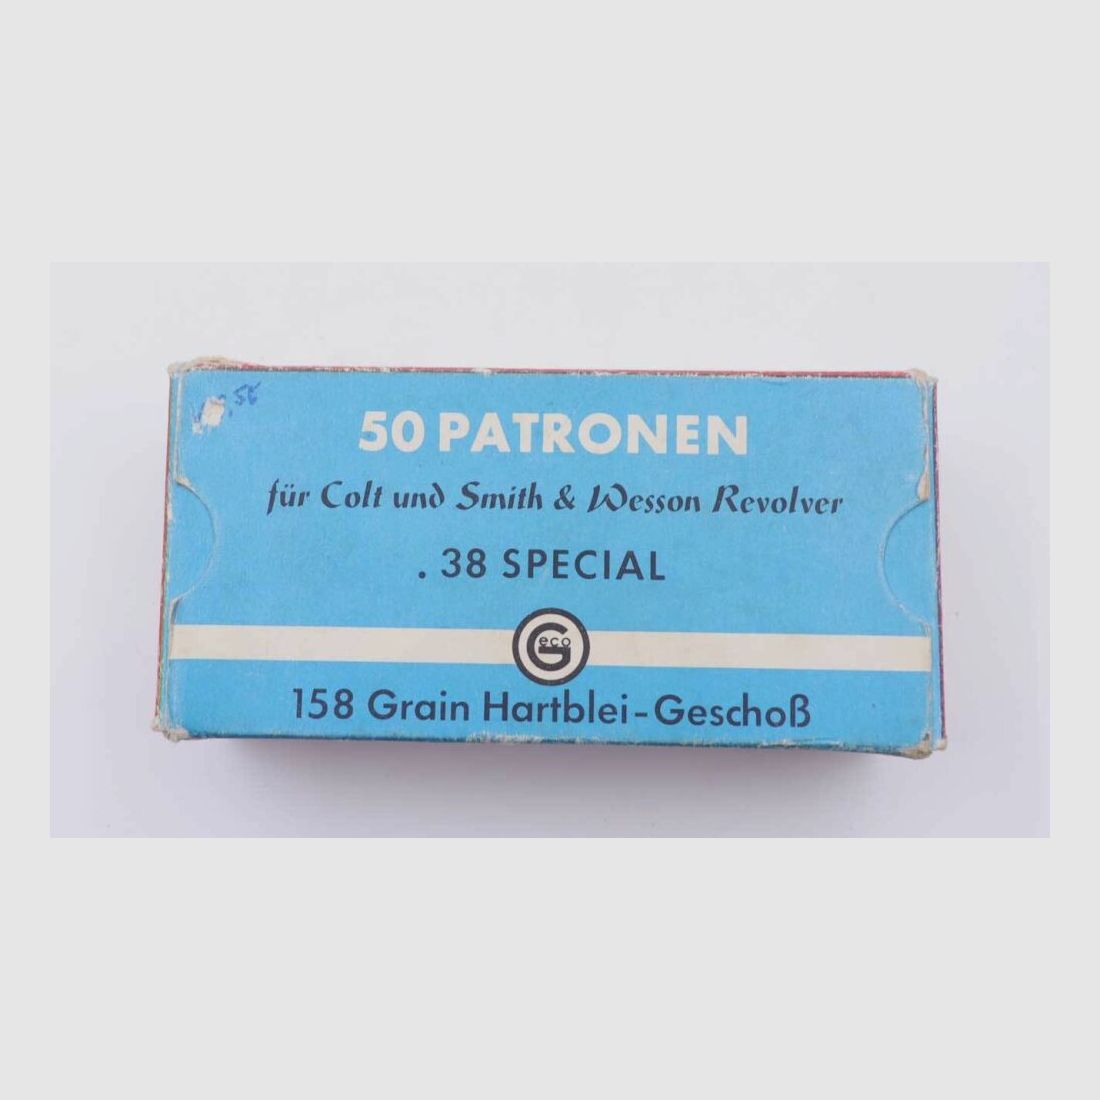 50 PATRONEN
für Colt und Smith & Wesson Revolver
.38 SPECIAL
Geco
158 Grain Hartblei-Geschoß